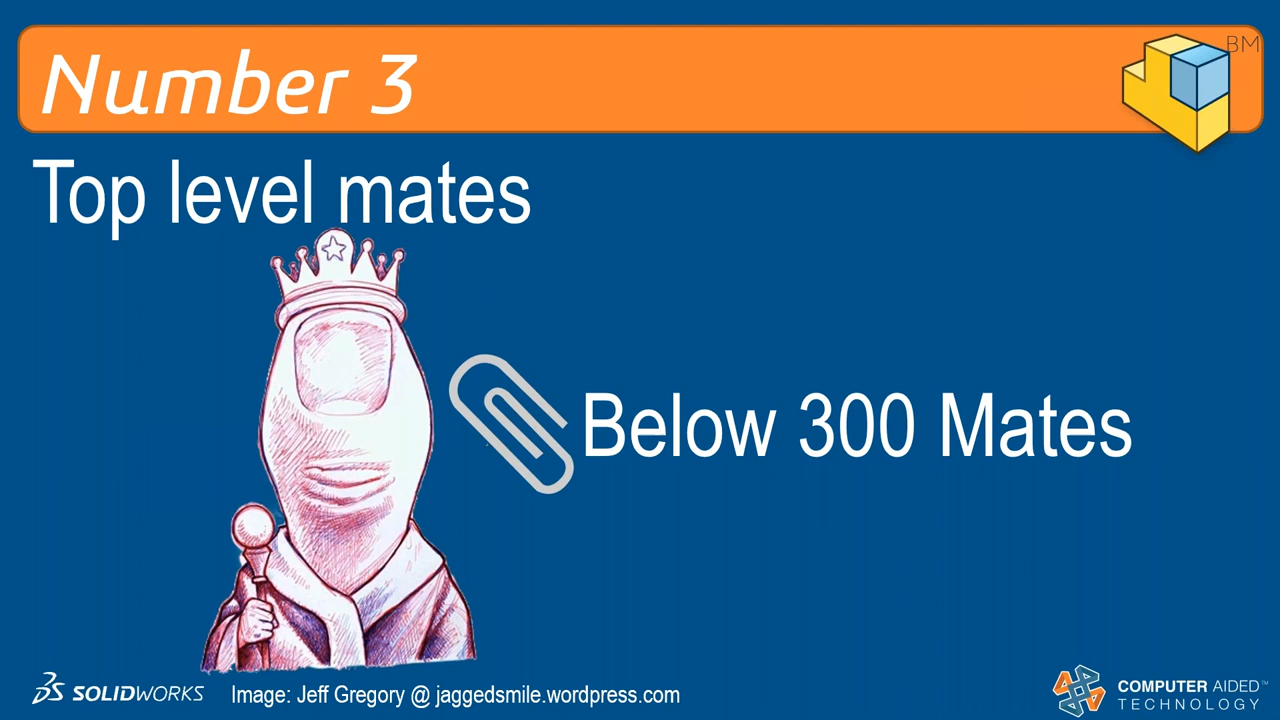 Number 3
BM
Top level mates
Below 300 Mates
SOLIDWORKS
Image: Jeff Gregory @ jaggedsmile.wordpress.com
COMPUTER AIDED™
TECHNOLOGY